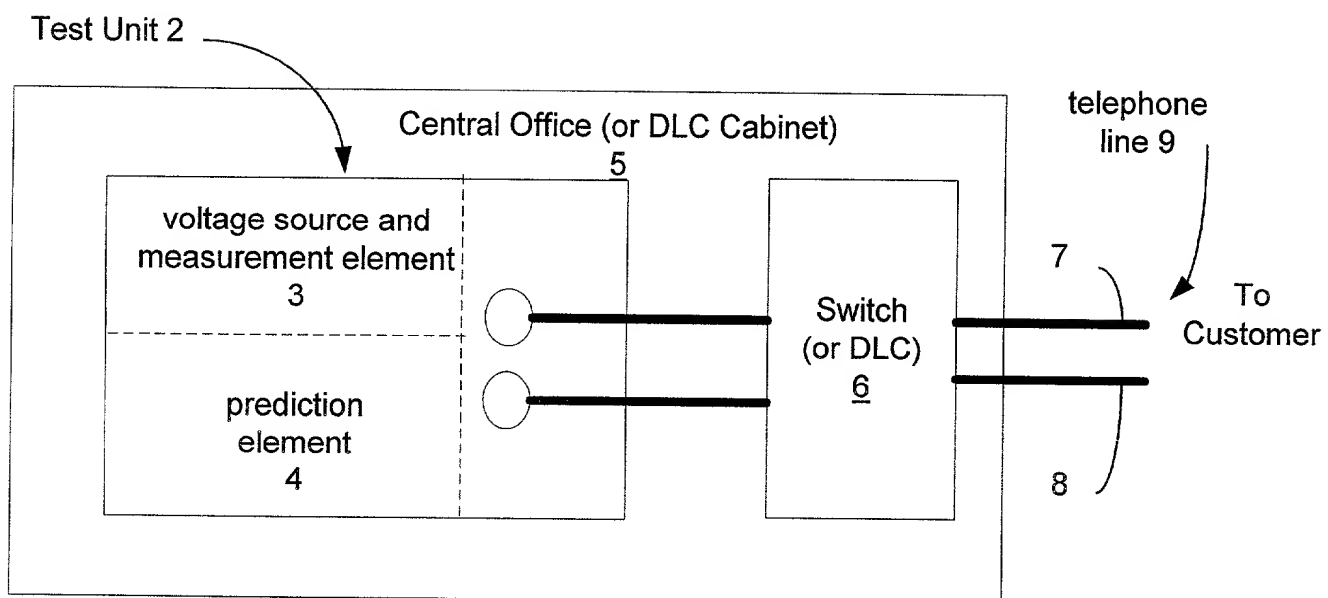 Test Unit 2
Central Office (or DLC Cabinet)
5
telephone
line 9
voltage source and
measurement element
3
prediction
element
4
Switch
(or DLC)
6
7
8
To
Customer